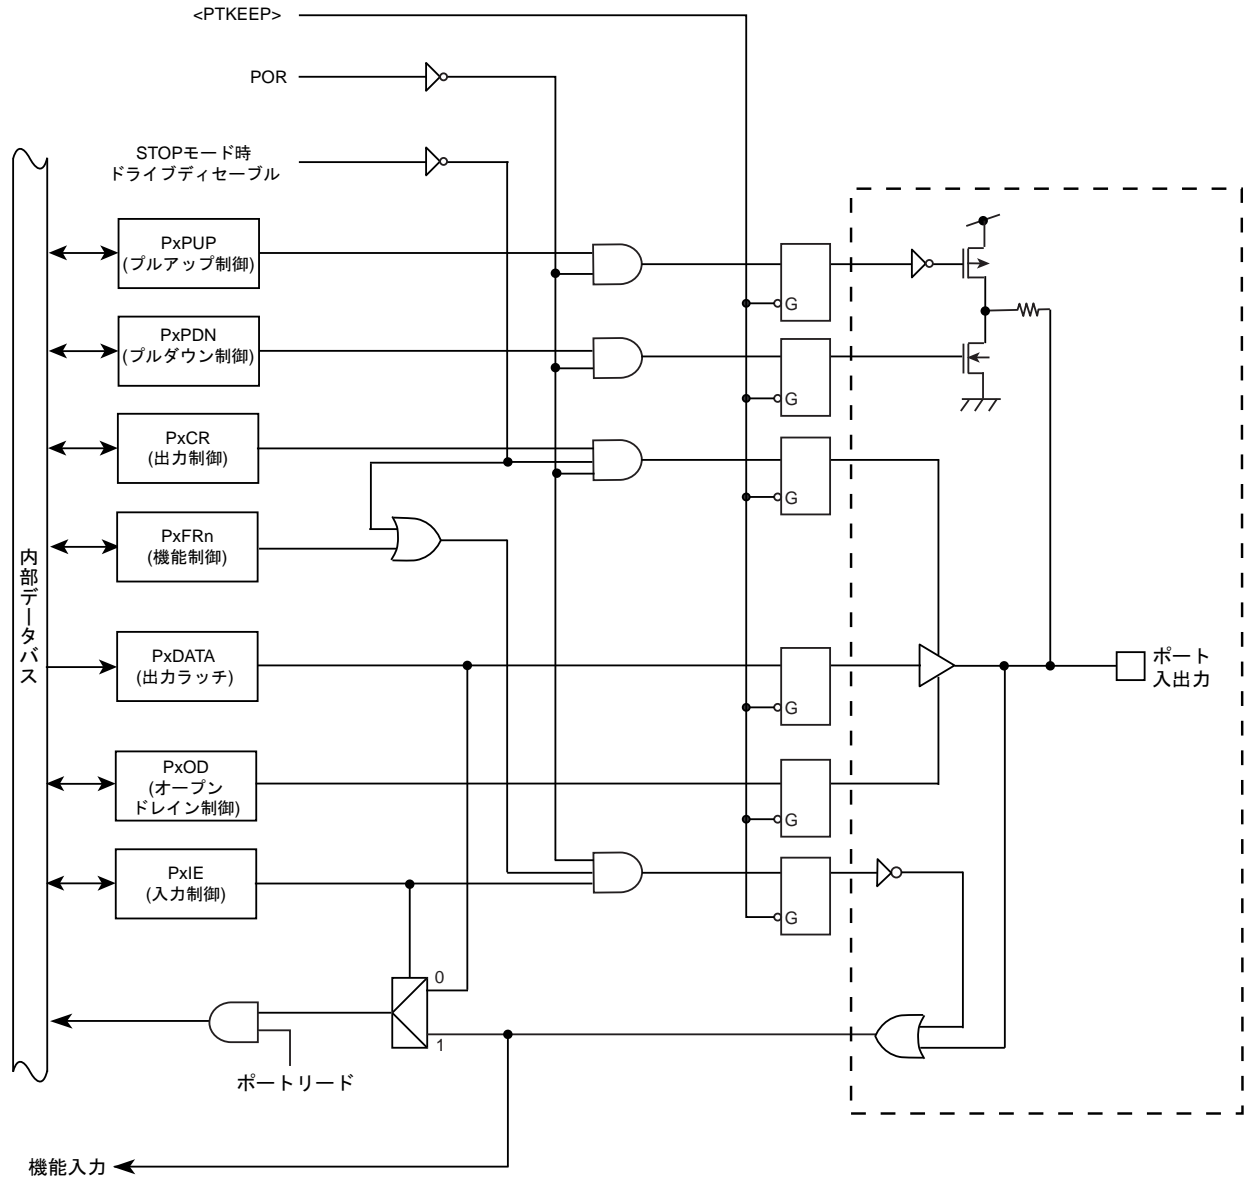 <PTKEEP>
POR
STOPモード時
ドライブディセーブル
PxPUP
(プルアップ制御)
G
PxPDN
(プルダウン制御)
G
PxCR
(出力制御)
G
PxFRn
(機能制御)
内部データバス
PxDATA
(出力ラッチ)
G
ポート
入出力
PxOD
(オープン
ドレイン制御)
G
PxIE
(入力制御)
G
0
1
ポートリード
機能入力